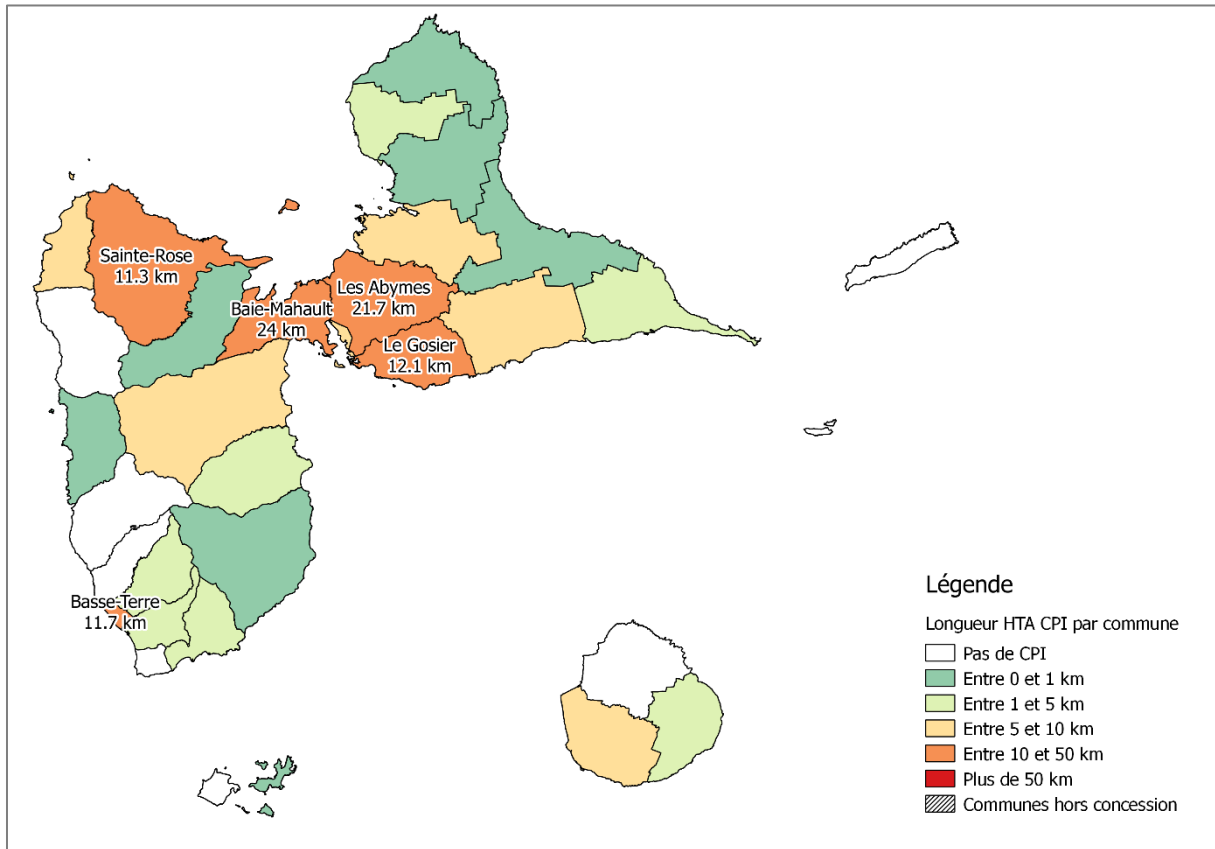 Sainte-Rose
11.3 km
Baie-Mahault
24 km
Les Abymes
21.7 km
Le Gosier
12.1 km
Basse-Terre
11.7 km
Légende
Longueur HTA CPI par commune
Pas de CPI
Entre 0 et 1 km
Entre 1 et 5 km
Entre 5 et 10 km
Entre 10 et 50 km
Plus de 50 km
Communes hors concession